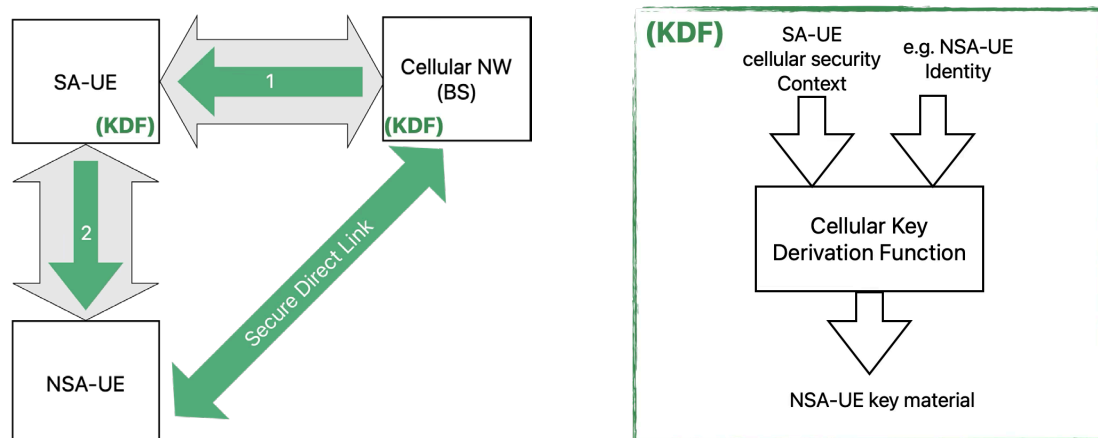 SA-UE
(KDF)
1
Cellular NW
(BS)
(KDF)
2
Secure Direct Link
NSA-UE
(KDF)
SA-UE
cellular security
Context
e.g. NSA-UE
Identity
Cellular Key
Derivation Function
NSA-UE key material